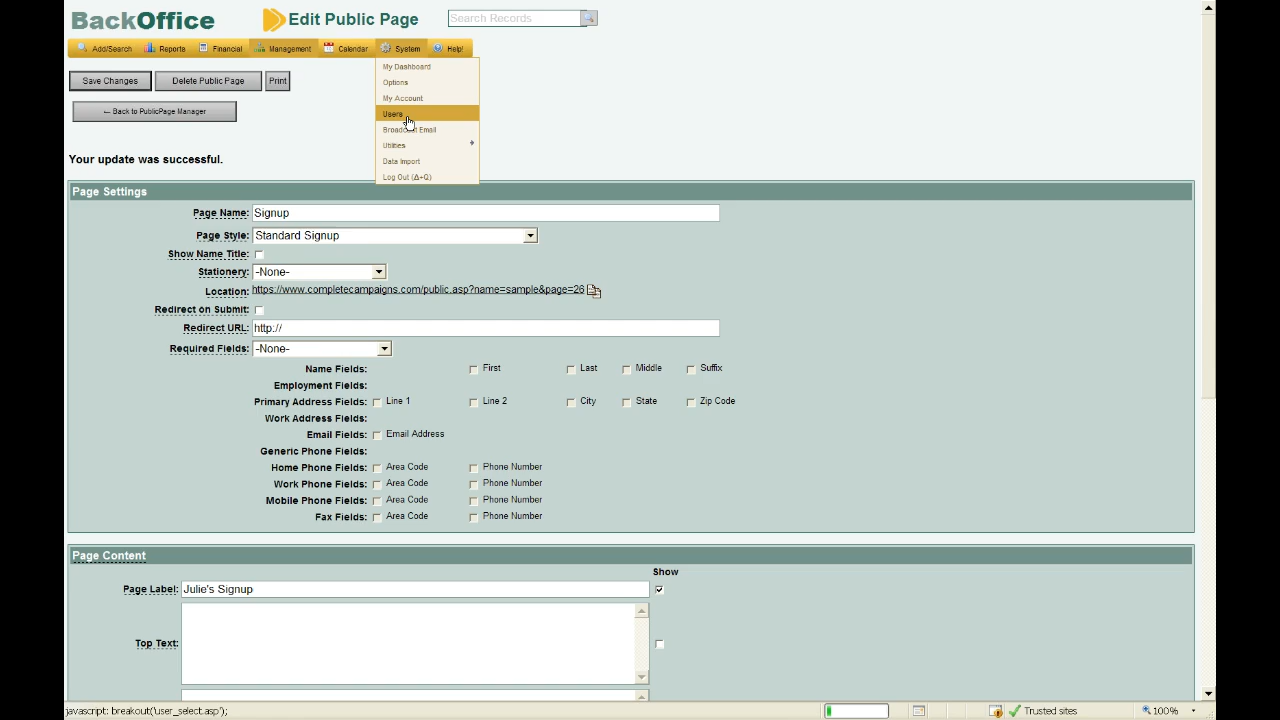 BackOffice
Edit Public Page
Search Records
Add/Search Reports Financial Management Calendar System Help!
My Dashboard
Options
My Account
Users
Email
Utilities
Data Import
Log Out (Δ+Q)
Save Changes Delete Public Page Print
← Back to PublicPage Manager
Your update was successful.
Page Settings
Page Name: Signup
Page Style: Standard Signup
Show Name Title:
Stationery: -None-
Location: https://www.completecampaigns.com/public.asp?name=sample&page=26
Redirect on Submit:
Redirect URL: http://
Required Fields: -None-
Name Fields: First Last Middle Suffix
Employment Fields:
Primary Address Fields: Line 1 Line 2 City State Zip Code
Work Address Fields:
Email Fields: Email Address
Generic Phone Fields:
Home Phone Fields: Area Code Phone Number
Work Phone Fields: Area Code Phone Number
Mobile Phone Fields: Area Code Phone Number
Fax Fields: Area Code Phone Number
Page Content
Show
Page Label: Julie's Signup
Top Text:
javascript: breakout('user_select.asp');
Trusted sites
100%